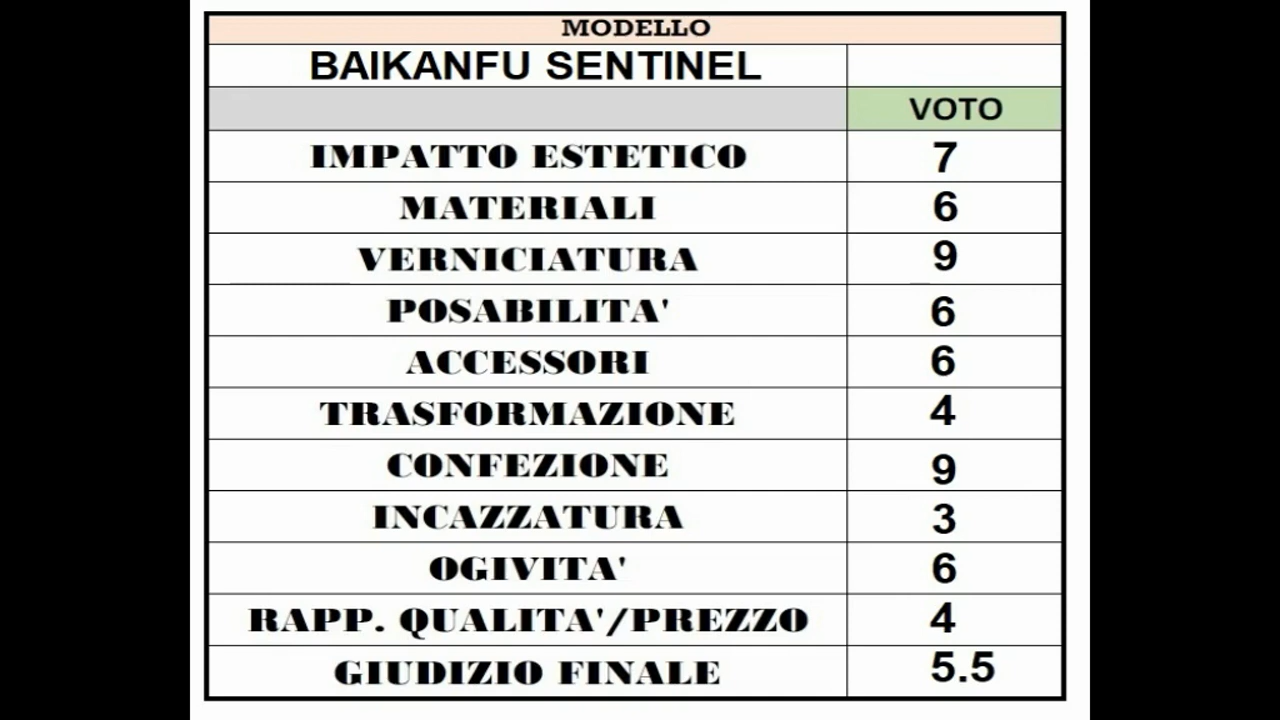 MODELLO
BAIKANFU SENTINEL
VOTO
IMPATTO ESTETICO 7
MATERIALI 6
VERNICIATURA 9
POSABILITA' 6
ACCESSORI 6
TRASFORMAZIONE 4
CONFEZIONE 9
INCAZZATURA 3
OGIVITA' 6
RAPP. QUALITA'/PREZZO 4
GIUDIZIO FINALE 5.5